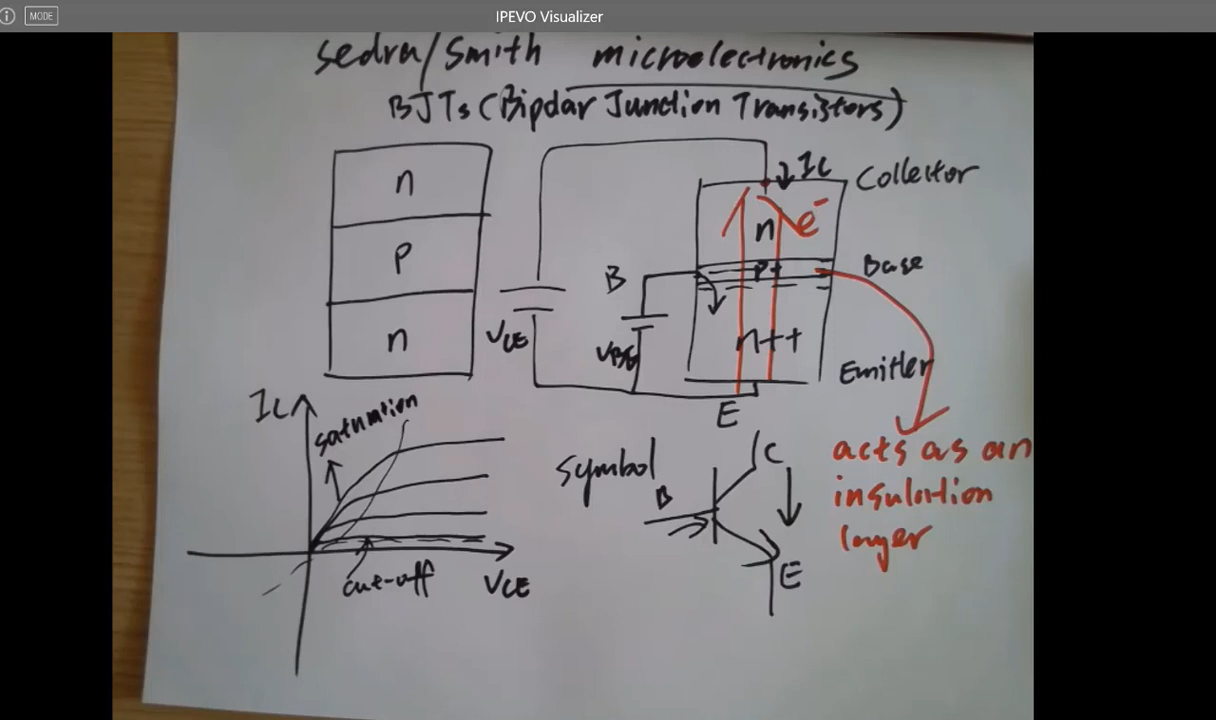 MODE
IPEVO Visualizer
Sedra/Smith microelectronics
BJTs (Bipolar Junction Transistors)
n
p
n
VCE
B
VBE
IC
Collector
n
e-
p+
Base
n++
Emitter
E
acts as an
insulation
layer
IC
saturation
cut-off
VCE
symbol
B
C
E